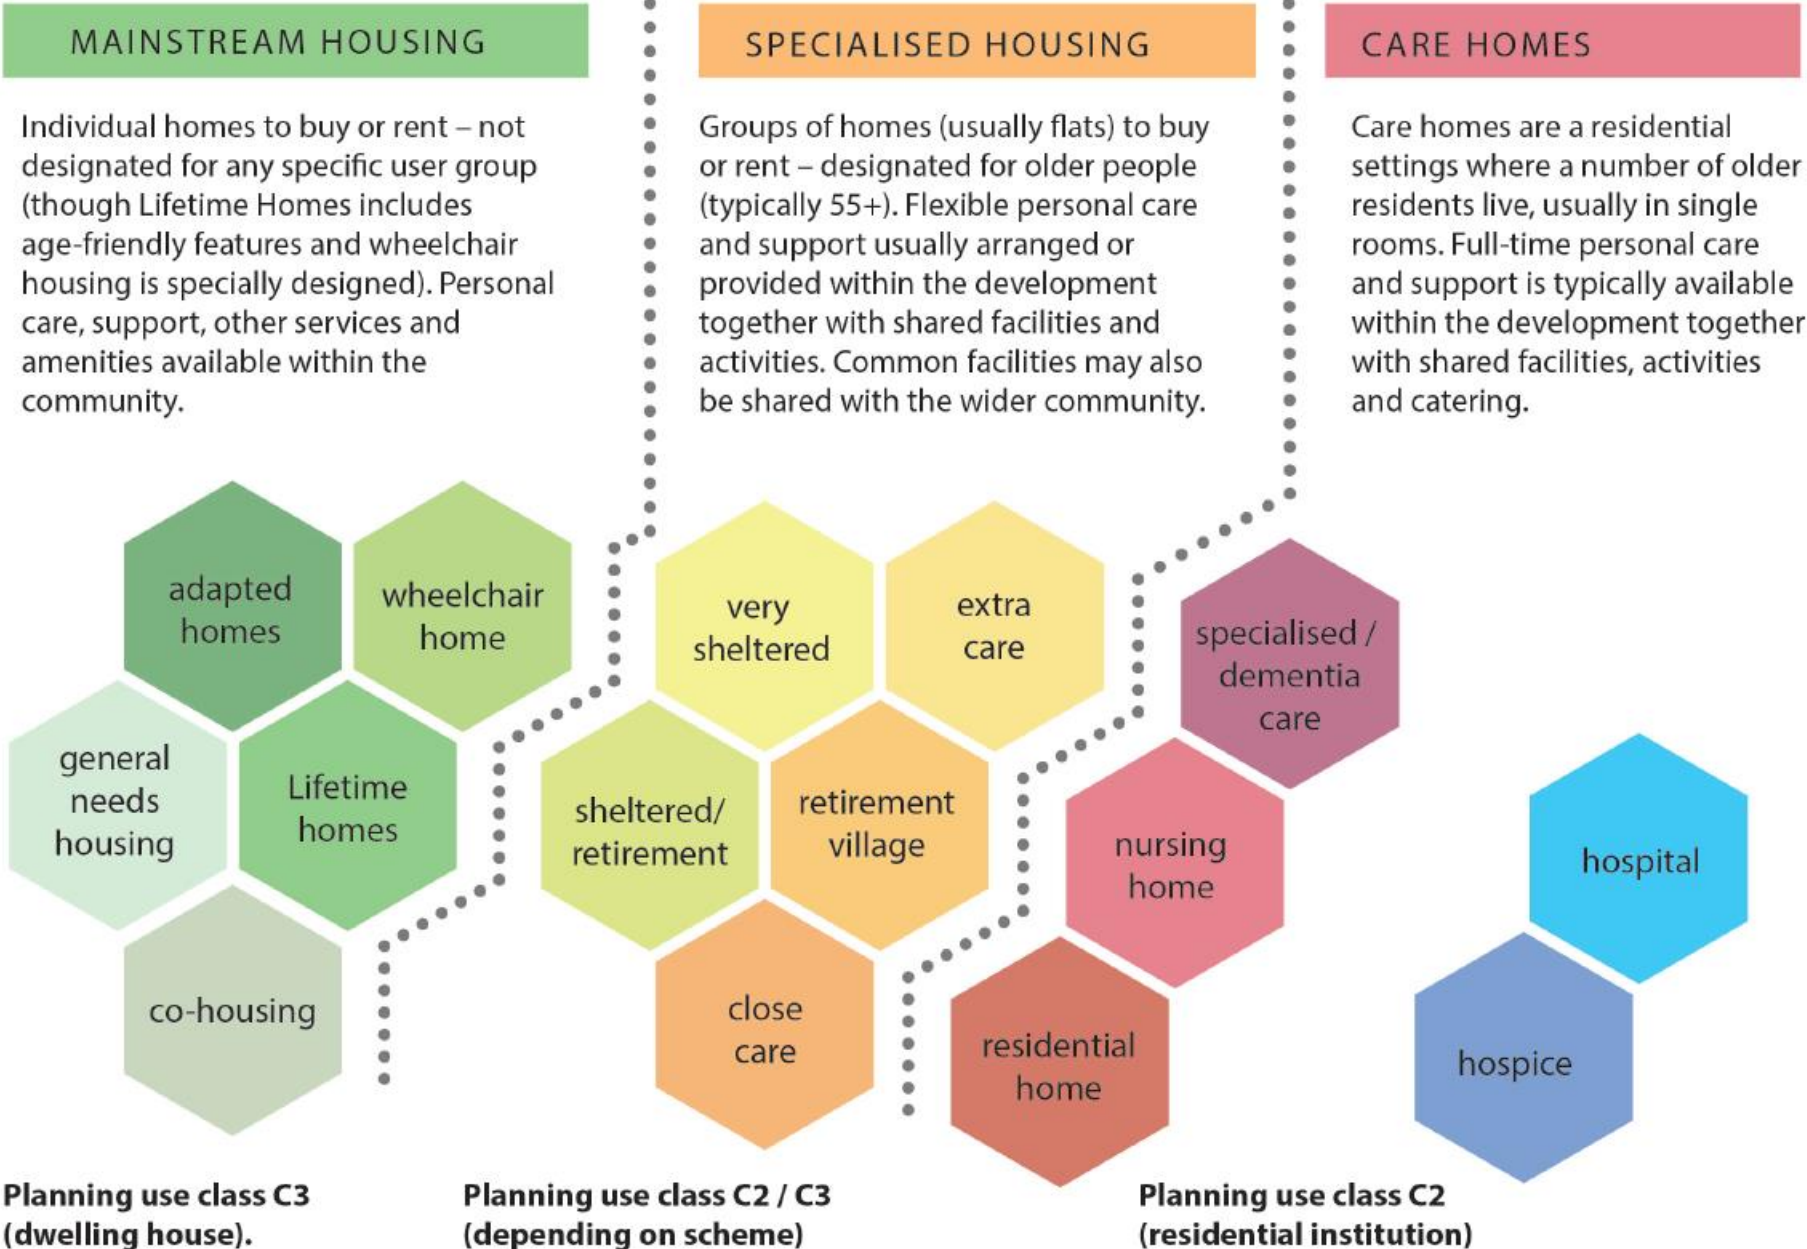 MAINSTREAM HOUSING
Individual homes to buy or rent – not
designated for any specific user group
(though Lifetime Homes includes
age-friendly features and wheelchair
housing is specially designed). Personal
care, support, other services and
amenities available within the
community.
SPECIALISED HOUSING
Groups of homes (usually flats) to buy
or rent – designated for older people
(typically 55+). Flexible personal care
and support usually arranged or
provided within the development
together with shared facilities and
activities. Common facilities may also
be shared with the wider community.
CARE HOMES
Care homes are a residential
settings where a number of older
residents live, usually in single
rooms. Full-time personal care
and support is typically available
within the development together
with shared facilities, activities
and catering.
adapted
homes
wheelchair
home
general
needs
housing
Lifetime
homes
co-housing
very
sheltered
extra
care
sheltered/
retirement
retirement
village
close
care
specialised /
dementia
care
nursing
home
residential
home
hospital
hospice
Planning use class C3
(dwelling house).
Planning use class C2 / C3
(depending on scheme)
Planning use class C2
(residential institution)